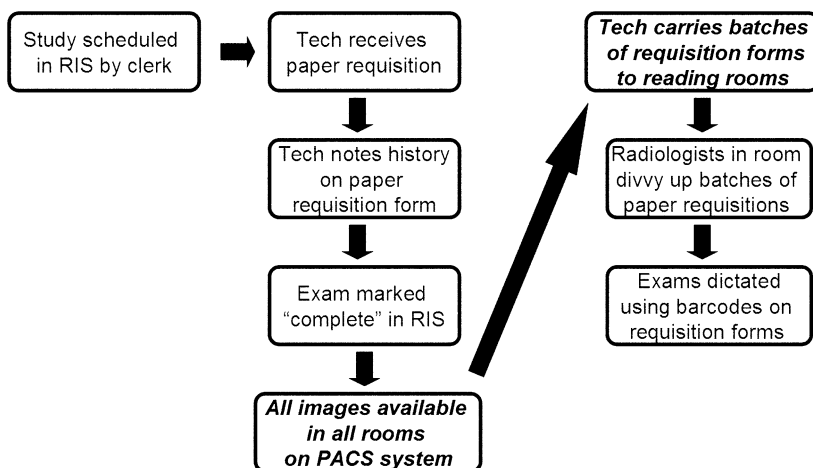 Study scheduled
in RIS by clerk
Tech receives
paper requisition
Tech notes history
on paper
requisition form
Exam marked
“complete” in RIS
All images available
in all rooms
on PACS system
Tech carries batches
of requisition forms
to reading rooms
Radiologists in room
divvy up batches of
paper requisitions
Exams dictated
using barcodes on
requisition forms